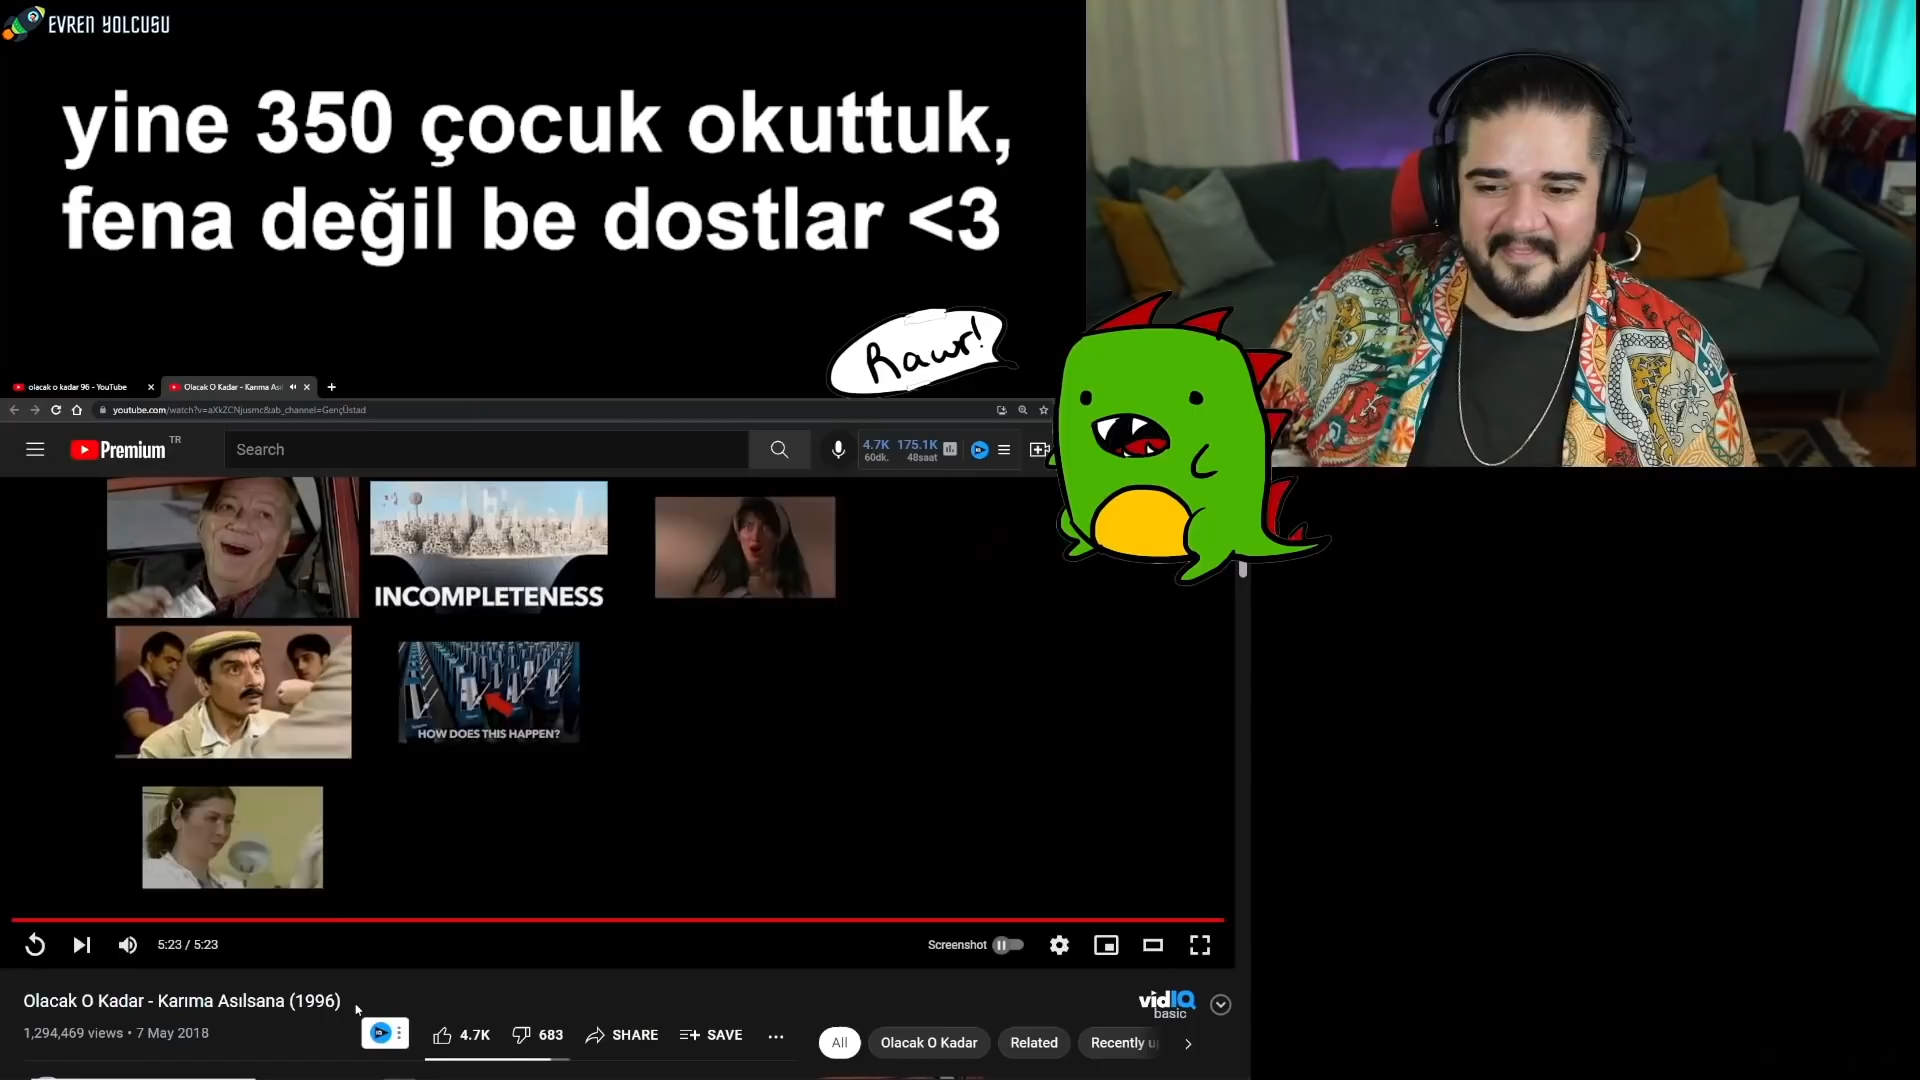 EVREN YOLCUSU
yine 350 çocuk okuttuk,
fena değil be dostlar <3
Rawr!
olacak o kadar 96 - YouTube
Olacak O Kadar - Karıma Ası
youtube.com/watch?v=aXkZCNjusmc&ab_channel=GençÜstad
Premium TR
Search
4.7K 175.1K
60dk. 48saat
INCOMPLETENESS
HOW DOES THIS HAPPEN?
5:23 / 5:23
Screenshot
Olacak O Kadar - Karıma Asılsana (1996)
1,294,469 views • 7 May 2018
4.7K
683
SHARE
SAVE
vidIQ
basic
All
Olacak O Kadar
Related
Recently u